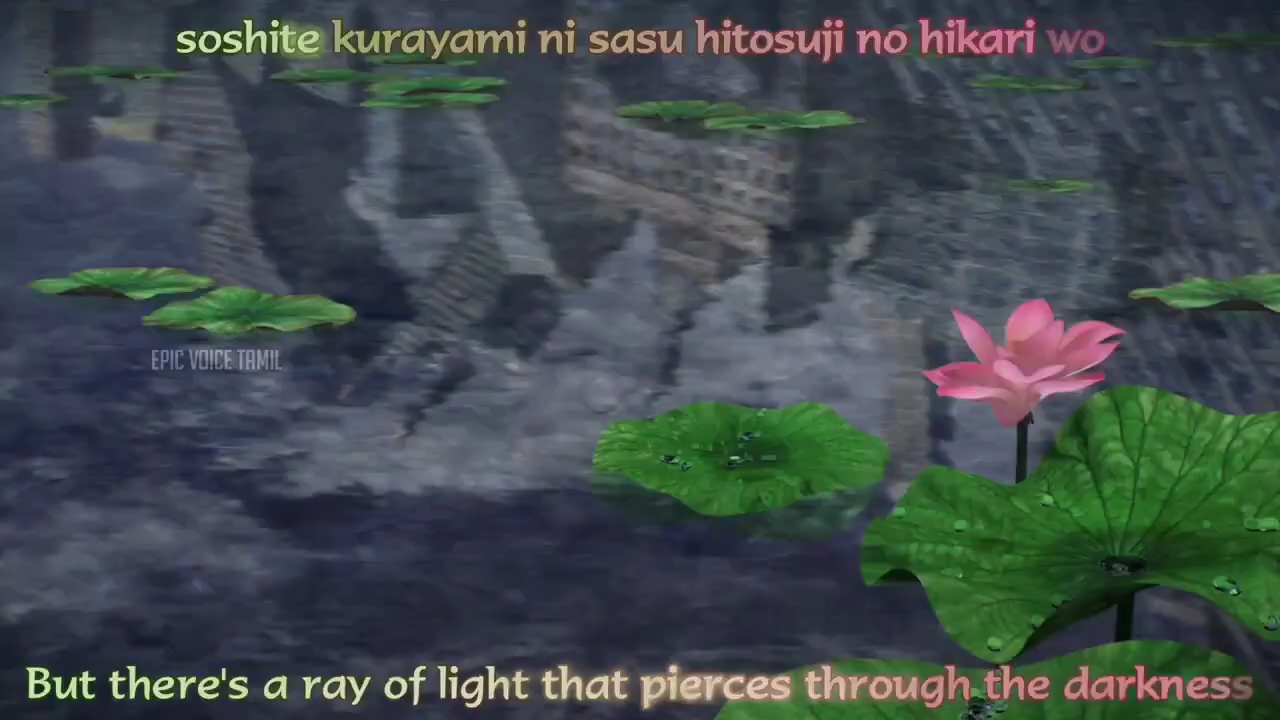 soshite kurayami ni sasu hitosuji no hikari wo
EPIC VOICE TAMIL
But there's a ray of light that pierces through the darkness